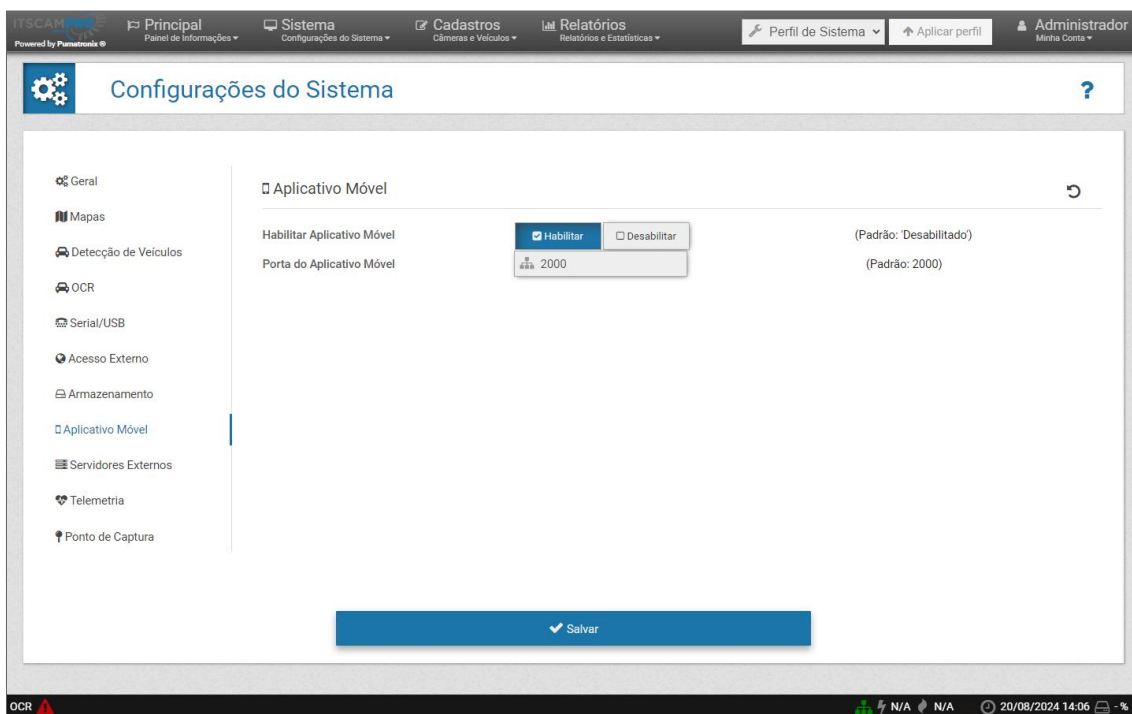 ITSCAMPRO
Powered by Pumatronix ®
Principal
Painel de Informações
Sistema
Configurações do Sistema
Cadastros
Câmeras e Veículos
Relatórios
Relatórios e Estatísticas
Perfil de Sistema
Aplicar perfil
Administrador
Minha Conta
Configurações do Sistema
?
Geral
Mapas
Detecção de Veículos
OCR
Serial/USB
Acesso Externo
Armazenamento
Aplicativo Móvel
Servidores Externos
Telemetria
Ponto de Captura
Aplicativo Móvel
Habilitar Aplicativo Móvel Habilitar Desabilitar (Padrão: 'Desabilitado')
Porta do Aplicativo Móvel 2000 (Padrão: 2000)
Salvar
OCR N/A N/A 20/08/2024 14:06 - %